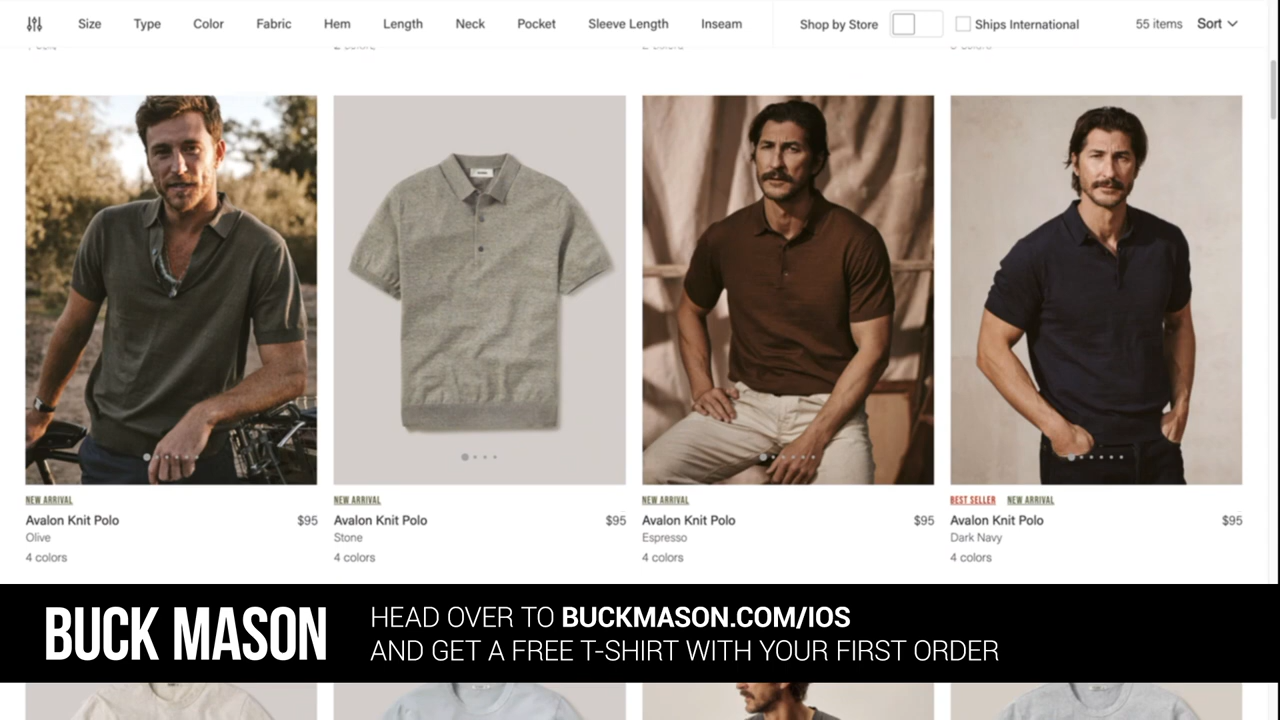 Size Type Color Fabric Hem Length Neck Pocket Sleeve Length Inseam Shop by Store Ships International 55 items Sort
NEW ARRIVAL
Avalon Knit Polo $95
Olive
4 colors
NEW ARRIVAL
Avalon Knit Polo $95
Stone
4 colors
NEW ARRIVAL
Avalon Knit Polo $95
Espresso
4 colors
BEST SELLER NEW ARRIVAL
Avalon Knit Polo $95
Dark Navy
4 colors
BUCK MASON
HEAD OVER TO BUCKMASON.COM/IOS
AND GET A FREE T-SHIRT WITH YOUR FIRST ORDER